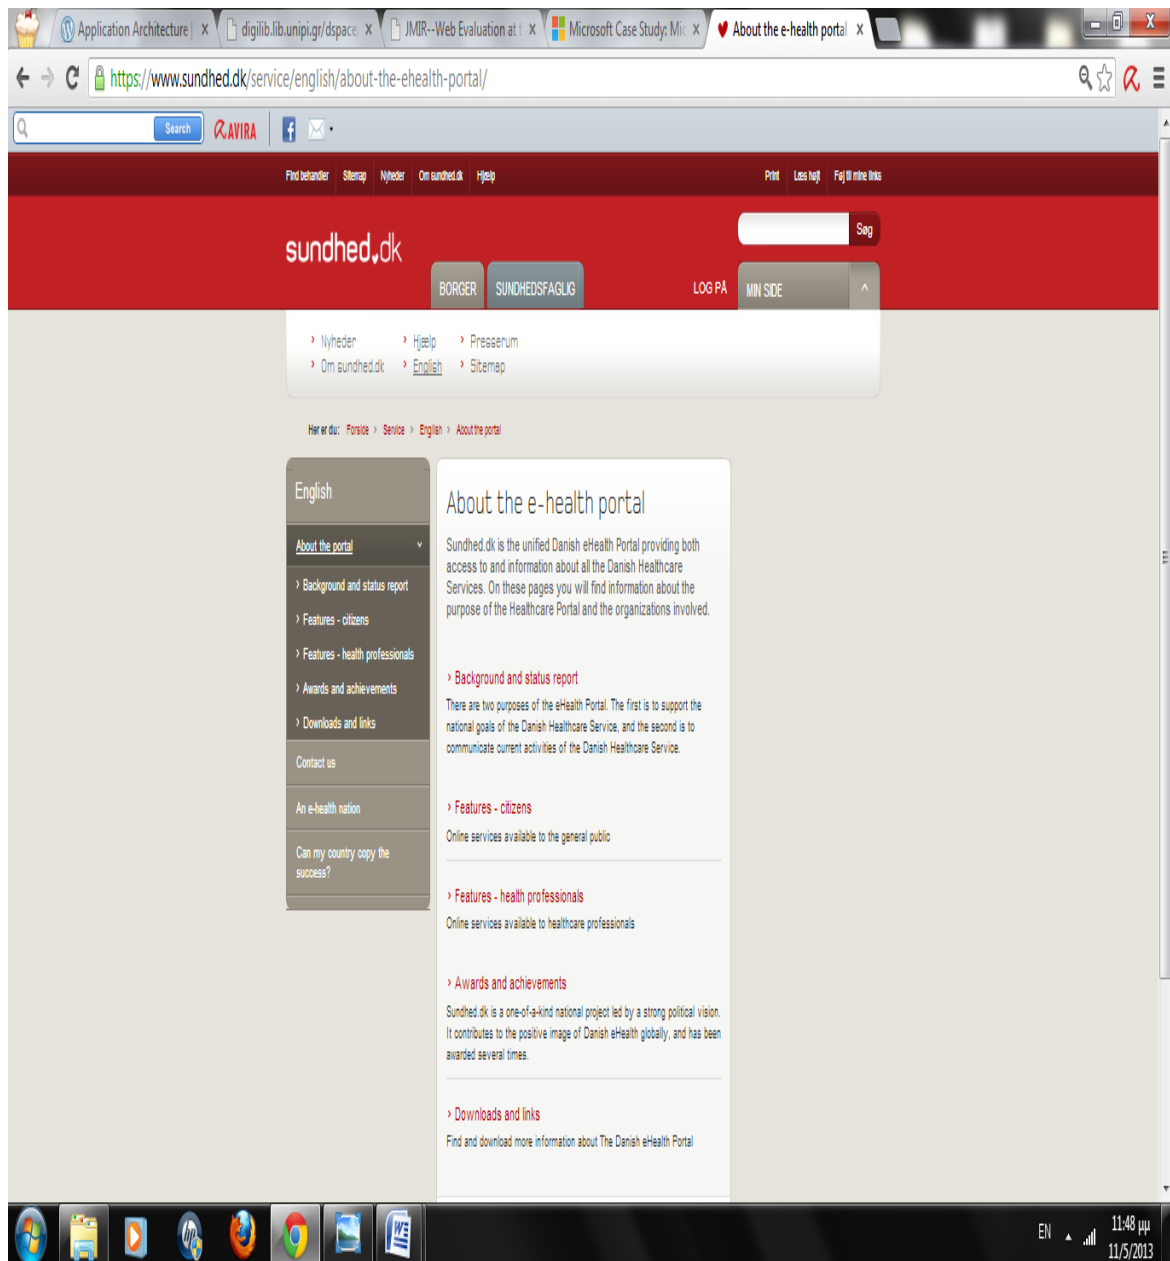 Application Architecture |
digilib.lib.unipi.gr/dspace
JMIR--Web Evaluation at t
Microsoft Case Study: Mic
About the e-health portal
https://www.sundhed.dk/service/english/about-the-ehealth-portal/
Search AVIRA
Find behandler Sitemap Nyheder Om sundhed.dk Hjælp Print Læs højt Føj til mine links
Søg
sundhed.dk
BORGER SUNDHEDSFAGLIG LOG PÅ MIN SIDE
› Nyheder › Hjælp › Presserum
› Om sundhed.dk › English › Sitemap
Her er du: Forside › Service › English › About the portal
English
About the portal
› Background and status report
› Features - citizens
› Features - health professionals
› Awards and achievements
› Downloads and links
Contact us
An e-health nation
Can my country copy the
success?
About the e-health portal
Sundhed.dk is the unified Danish eHealth Portal providing both
access to and information about all the Danish Healthcare
Services. On these pages you will find information about the
purpose of the Healthcare Portal and the organizations involved.
› Background and status report
There are two purposes of the eHealth Portal. The first is to support the
national goals of the Danish Healthcare Service, and the second is to
communicate current activities of the Danish Healthcare Service.
› Features - citizens
Online services available to the general public
› Features - health professionals
Online services available to healthcare professionals
› Awards and achievements
Sundhed.dk is a one-of-a-kind national project led by a strong political vision.
It contributes to the positive image of Danish eHealth globally, and has been
awarded several times.
› Downloads and links
Find and download more information about The Danish eHealth Portal
EN 11:48 μμ
11/5/2013